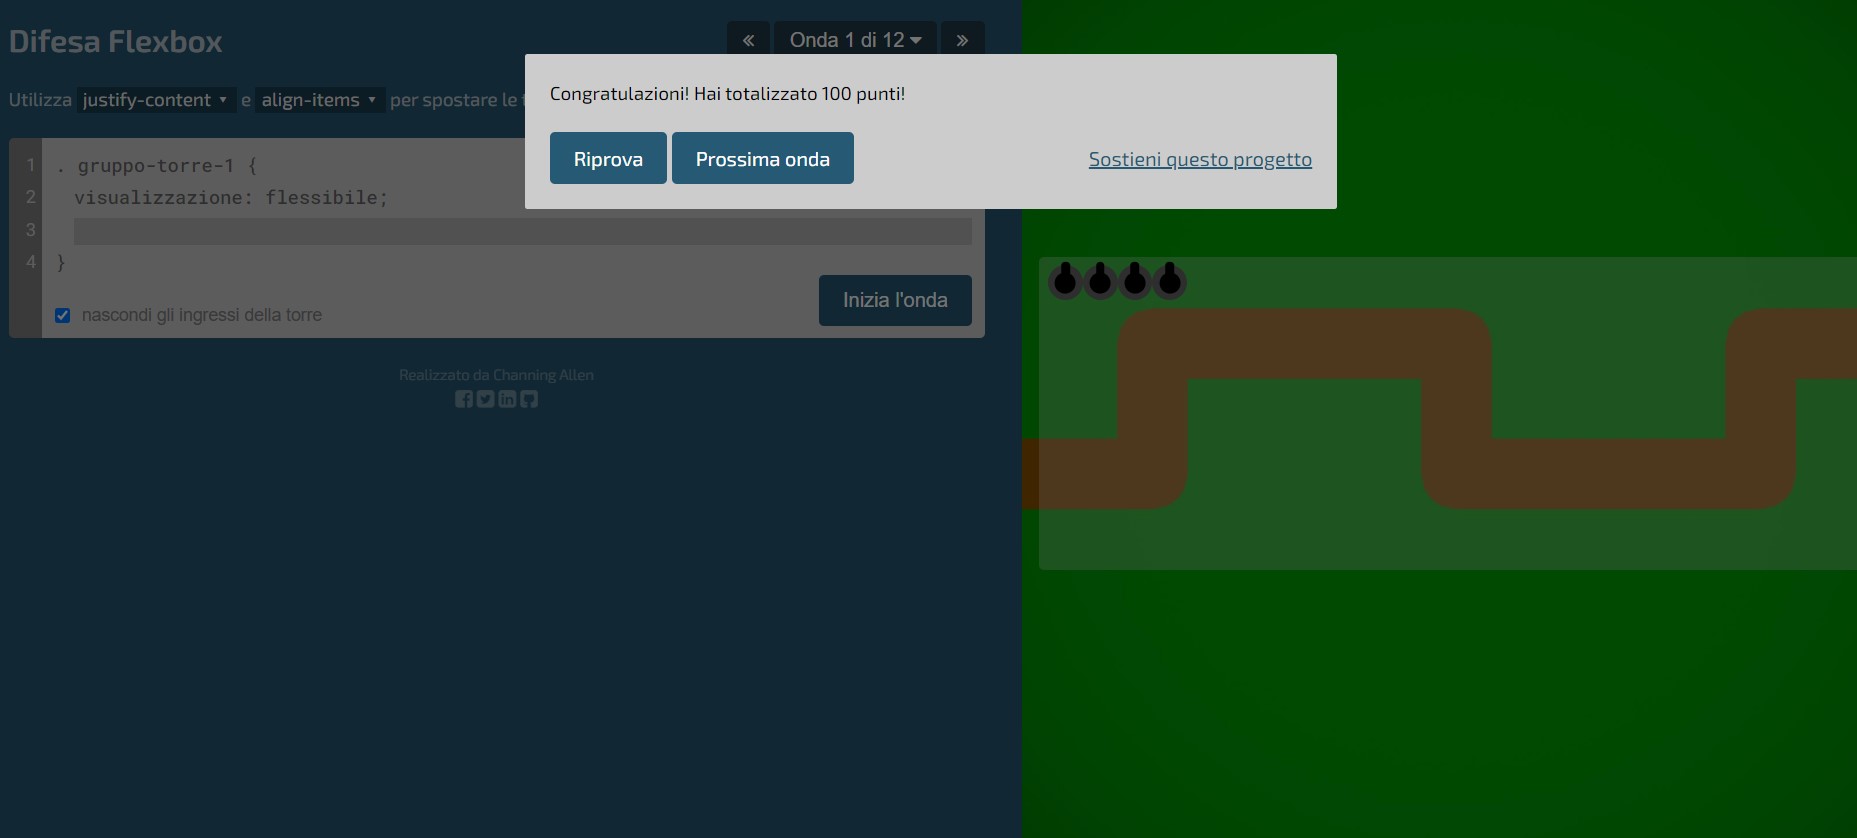 Difesa Flexbox
« Onda 1 di 12 »
Utilizza justify-content e align-items per spostare le
Congratulazioni! Hai totalizzato 100 punti!
Riprova Prossima onda Sostieni questo progetto
1 . gruppo-torre-1 {
2 visualizzazione: flessibile;
3
4 }
nascondi gli ingressi della torre
Inizia l'onda
Realizzato da Channing Allen